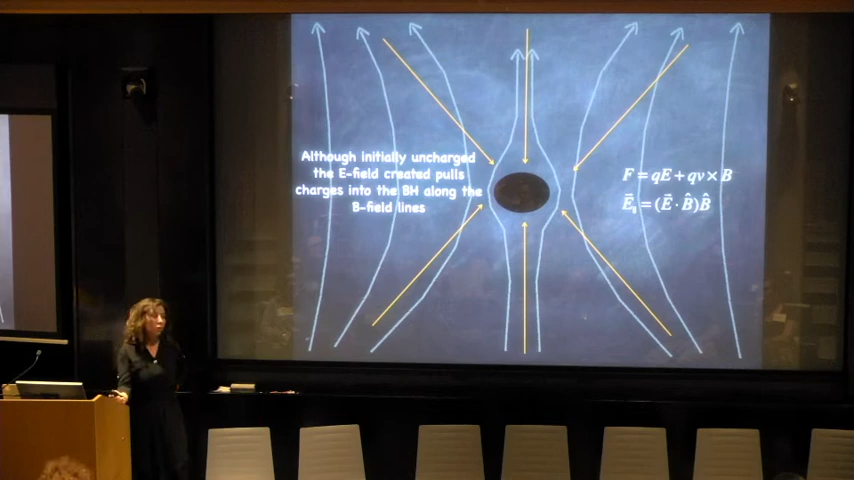 Although initially uncharged
the E-field created pulls
charges into the BH along the
B-field lines
F = qE + qv × B
E⃗∥ = (E⃗ · B̂)B̂